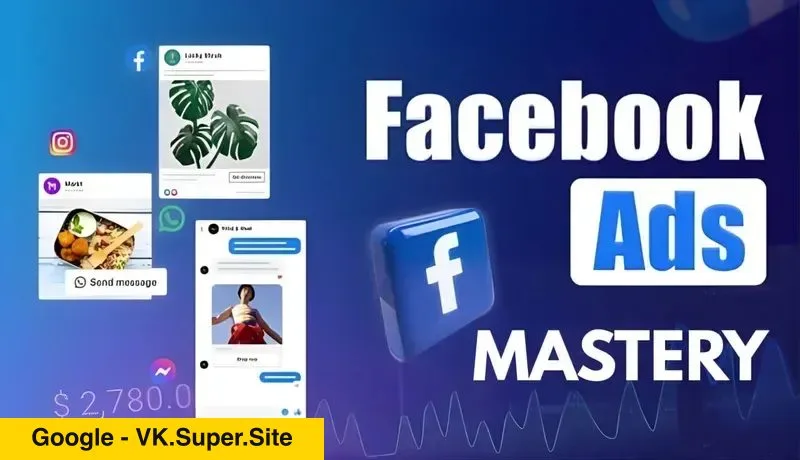 Facebook
Ads
MASTERY
Send message
$ 2,780.0
Google - VK.Super.Site